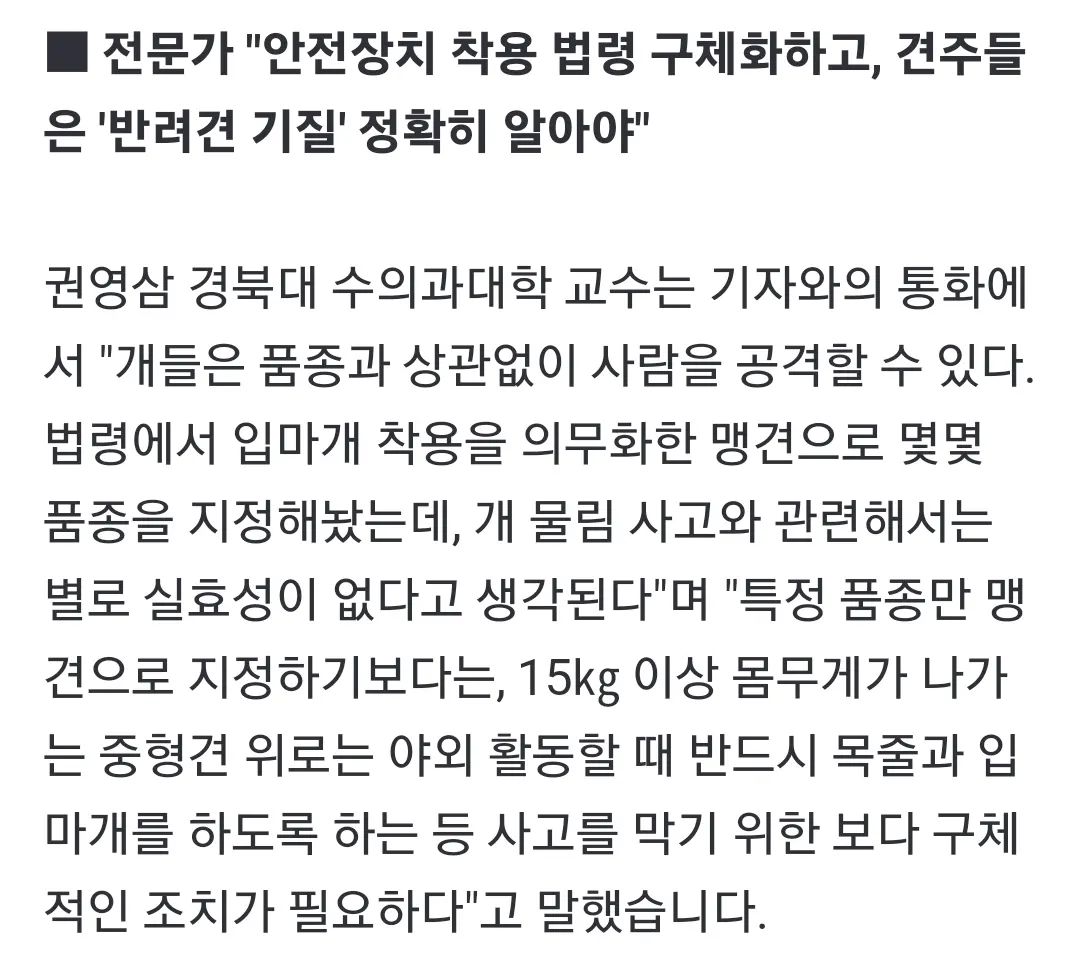 ■ 전문가 "안전장치 착용 법령 구체화하고, 견주들
은 '반려견 기질' 정확히 알아야"
권영삼 경북대 수의과대학 교수는 기자와의 통화에
서 "개들은 품종과 상관없이 사람을 공격할 수 있다.
법령에서 입마개 착용을 의무화한 맹견으로 몇몇
품종을 지정해놨는데, 개 물림 사고와 관련해서는
별로 실효성이 없다고 생각된다"며 "특정 품종만 맹
견으로 지정하기보다는, 15kg 이상 몸무게가 나가
는 중형견 위로는 야외 활동할 때 반드시 목줄과 입
마개를 하도록 하는 등 사고를 막기 위한 보다 구체
적인 조치가 필요하다"고 말했습니다.